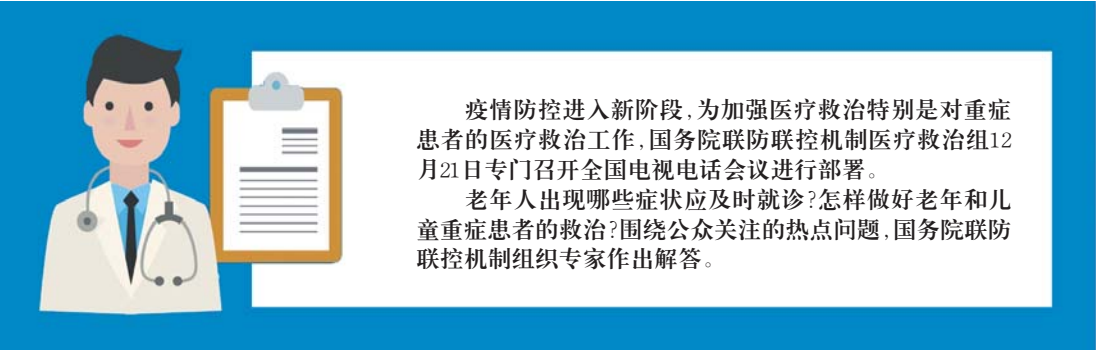 疫情防控进入新阶段,为加强医疗救治特别是对重症
患者的医疗救治工作,国务院联防联控机制医疗救治组12
月21日专门召开全国电视电话会议进行部署。
老年人出现哪些症状应及时就诊?怎样做好老年和儿
童重症患者的救治?围绕公众关注的热点问题,国务院联防
联控机制组织专家作出解答。